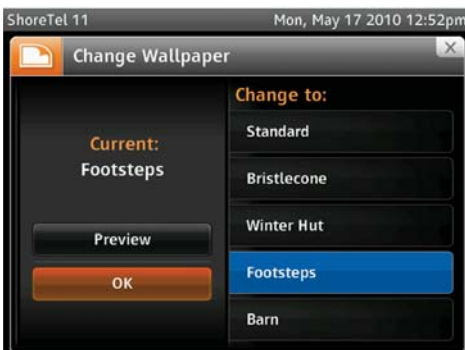 ShoreTel 11 Mon, May 17 2010 12:52pm
Change Wallpaper X
Current:
Footsteps
Preview
OK
Change to:
Standard
Bristlecone
Winter Hut
Footsteps
Barn